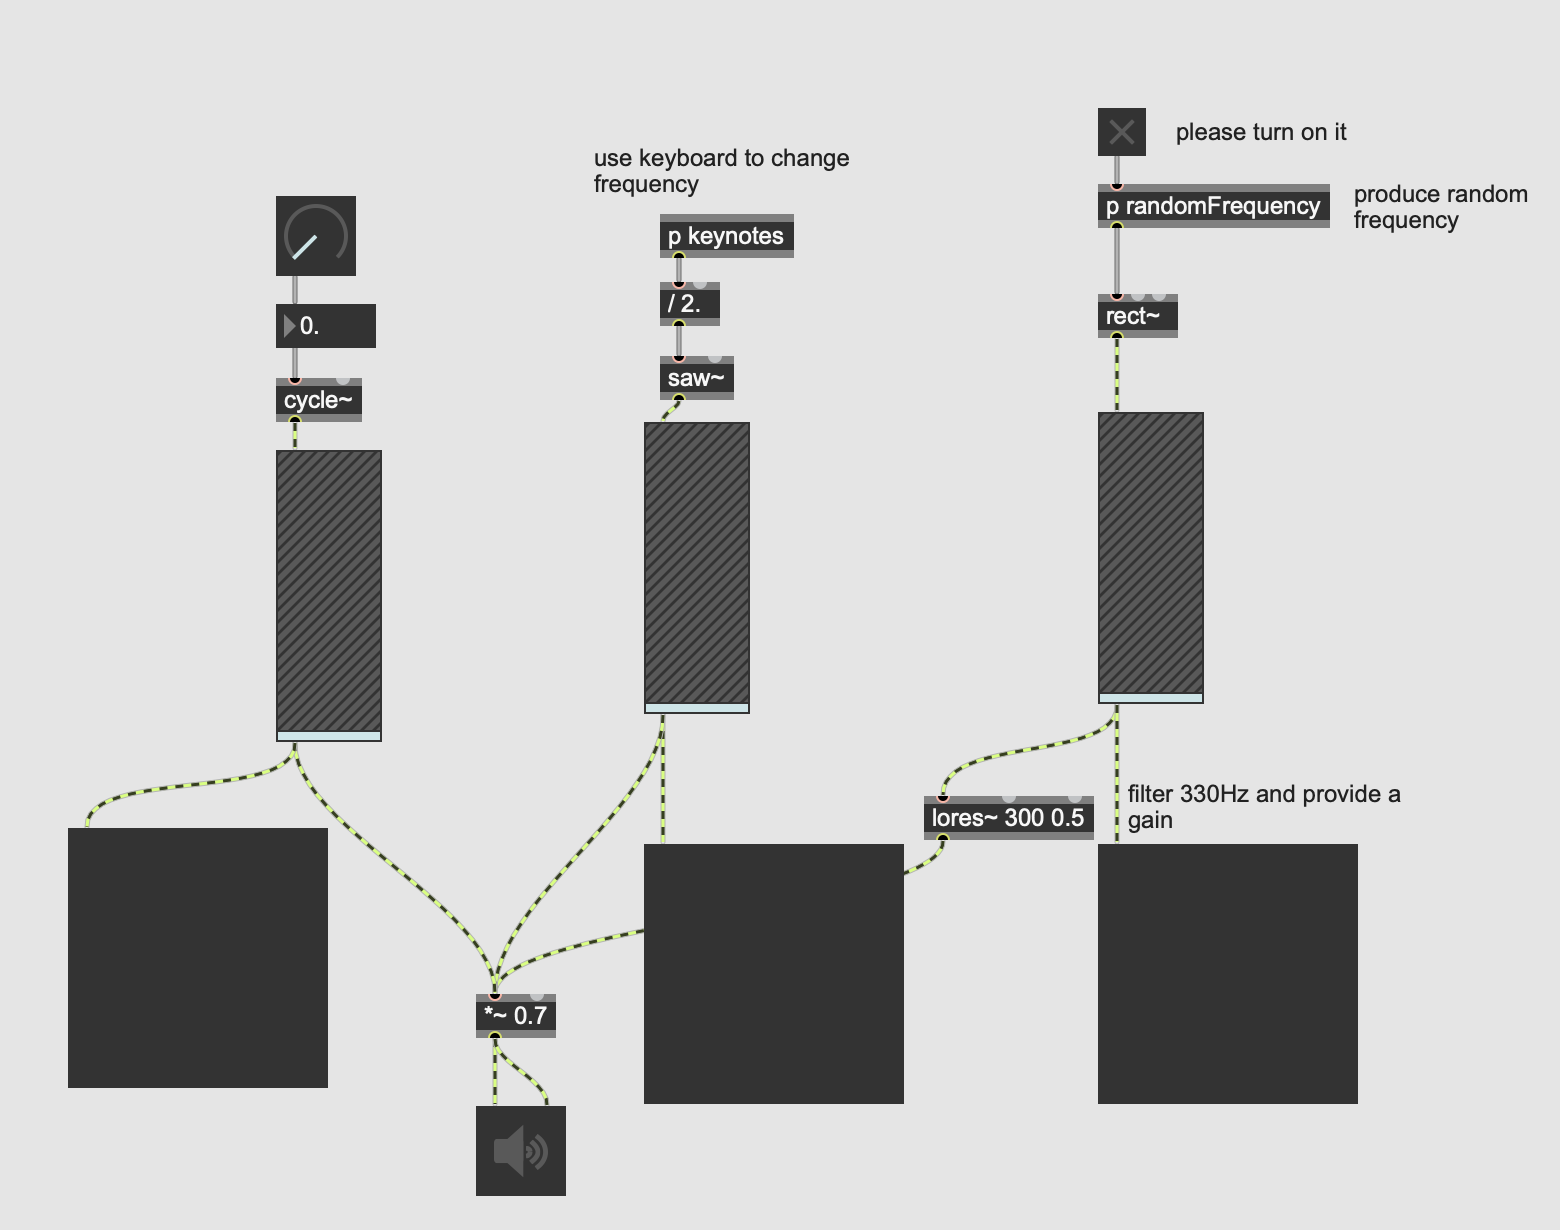 please turn on it
use keyboard to change
frequency
p randomFrequency
produce random
frequency
p keynotes
/ 2.
0.
rect~
saw~
cycle~
filter 330Hz and provide a
gain
lores~ 300 0.5
*~ 0.7